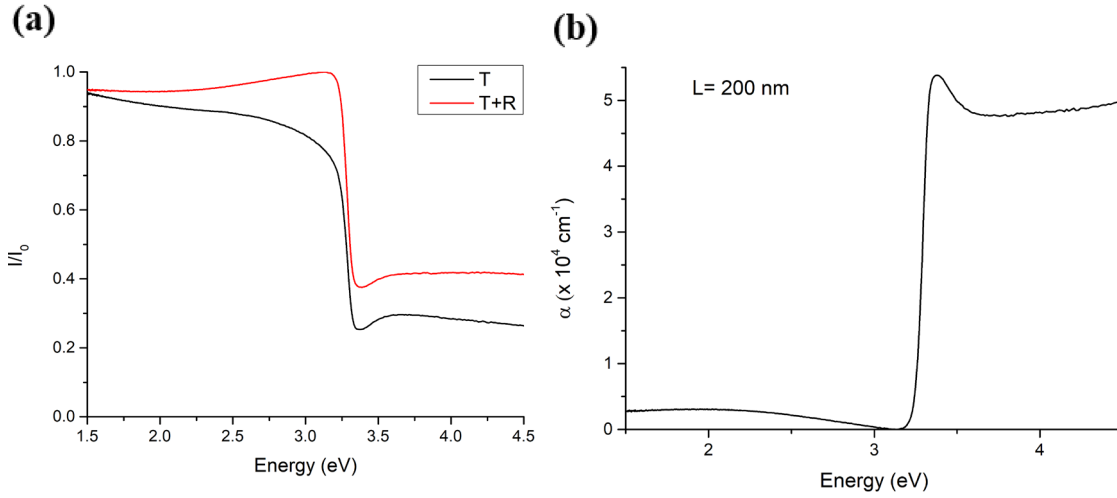 (a)
1.0
0.8
0.6
0.4
0.2
0.0
I/I₀
T
T+R
1.5 2.0 2.5 3.0 3.5 4.0 4.5
Energy (eV)
(b)
L= 200 nm
5
4
3
2
1
0
α (x 10⁴ cm⁻¹)
2 3 4
Energy (eV)